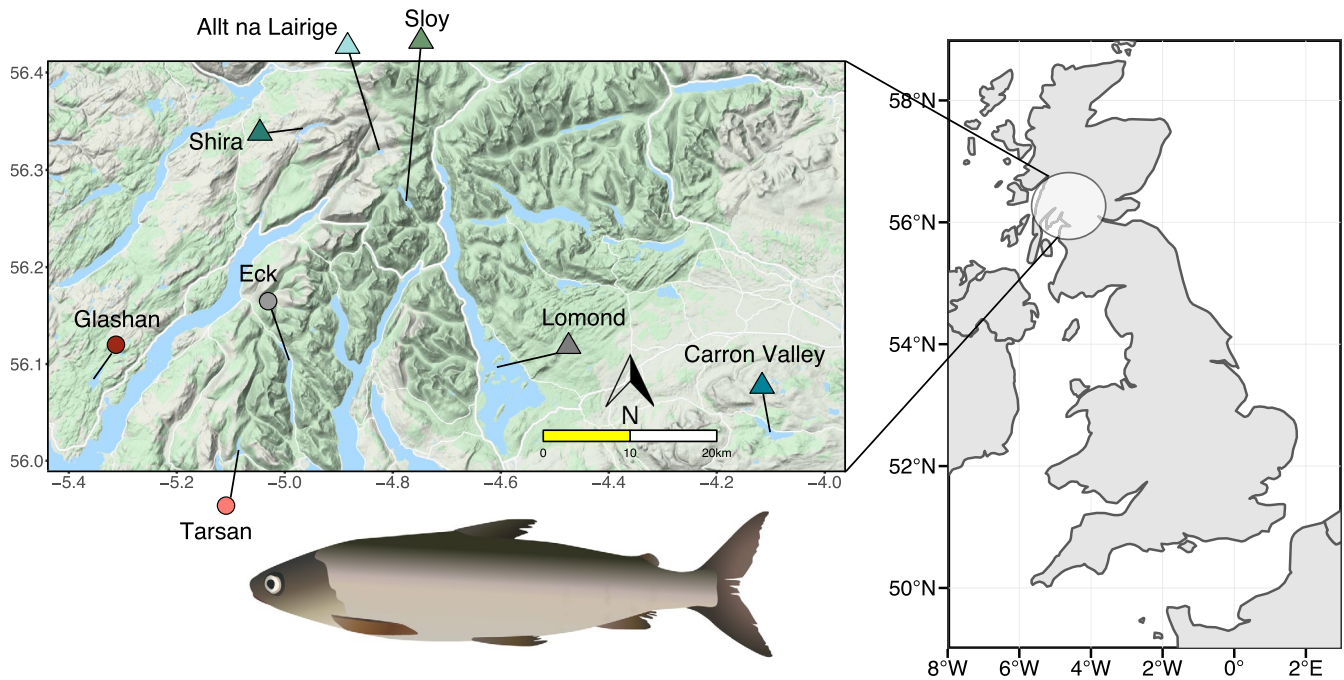 Allt na Lairige
Sloy
56.4
Shira
56.3
56.2
Eck
Glashan
Lomond
Carron Valley
56.1
N
0 10 20km
56.0
−5.4 −5.2 −5.0 −4.8 −4.6 −4.4 −4.2 −4.0
Tarsan
58°N
56°N
54°N
52°N
50°N
8°W 6°W 4°W 2°W 0° 2°E